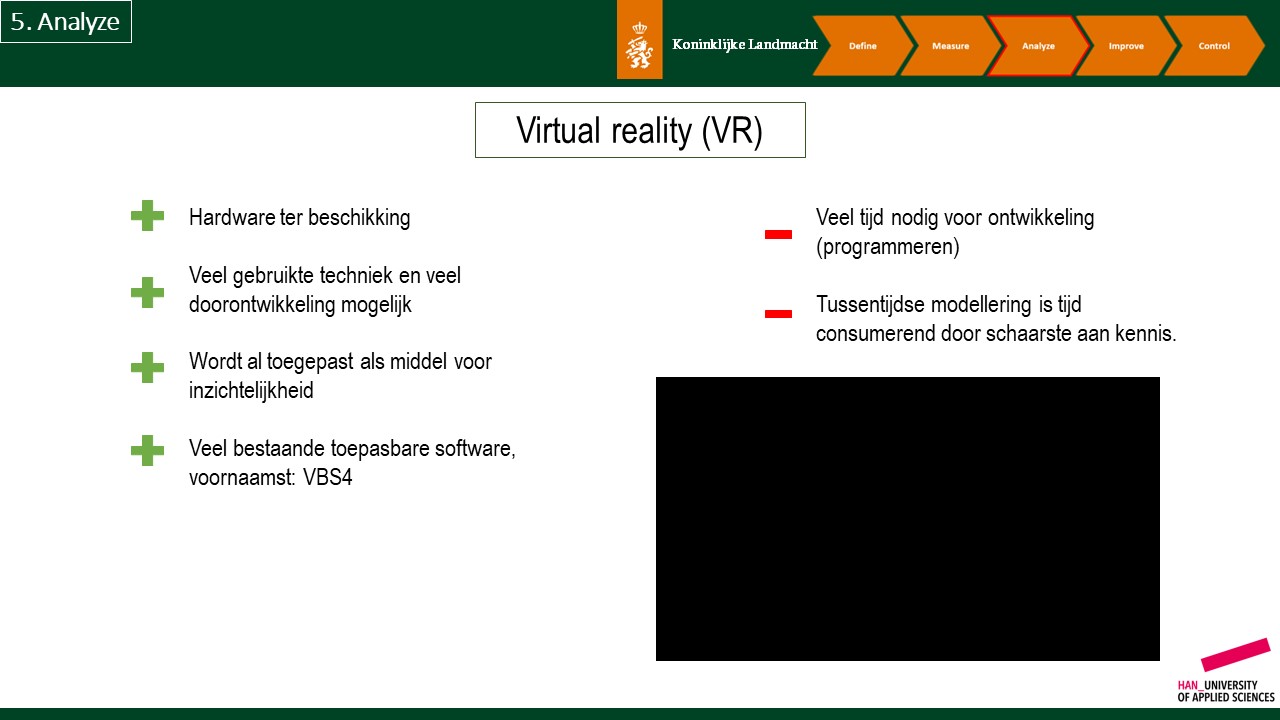 5. Analyze
Koninklijke Landmacht
Define
Measure
Analyze
Improve
Control
Virtual reality (VR)
Hardware ter beschikking
Veel gebruikte techniek en veel
doorontwikkeling mogelijk
Wordt al toegepast als middel voor
inzichtelijkheid
Veel bestaande toepasbare software,
voornaamst: VBS4
Veel tijd nodig voor ontwikkeling
(programmeren)
Tussentijdse modellering is tijd
consumerend door schaarste aan kennis.
HAN_UNIVERSITY
OF APPLIED SCIENCES